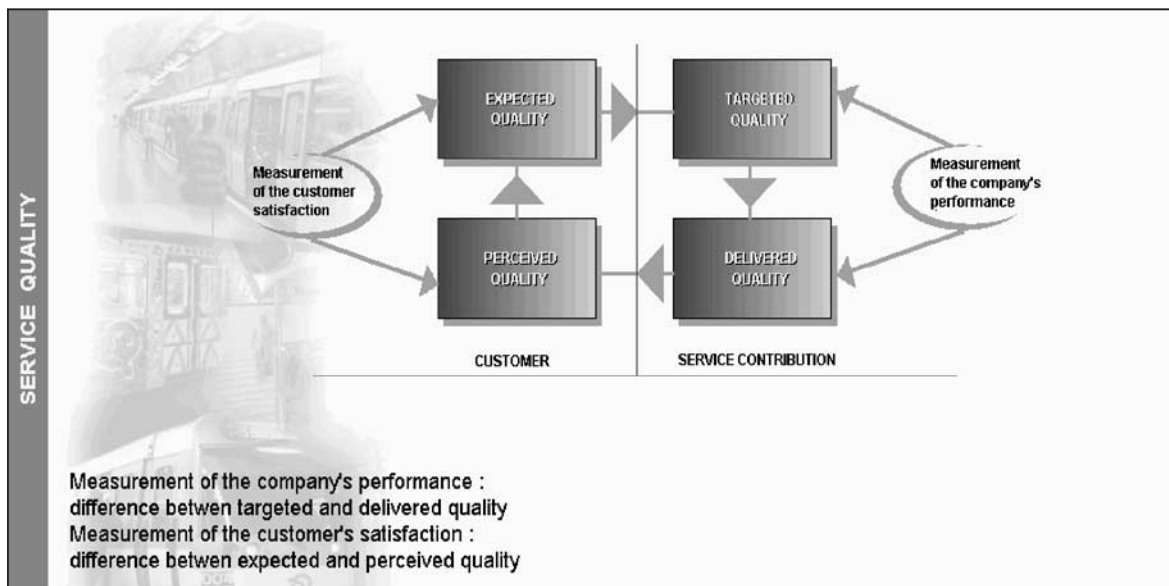 SERVICE QUALITY
EXPECTED
QUALITY
TARGETED
QUALITY
Measurement
of the customer
satisfaction
Measurement
of the company's
performance
PERCEIVED
QUALITY
DELIVERED
QUALITY
CUSTOMER
SERVICE CONTRIBUTION
Measurement of the company's performance :
difference betwen targeted and delivered quality
Measurement of the customer's satisfaction :
difference betwen expected and perceived quality